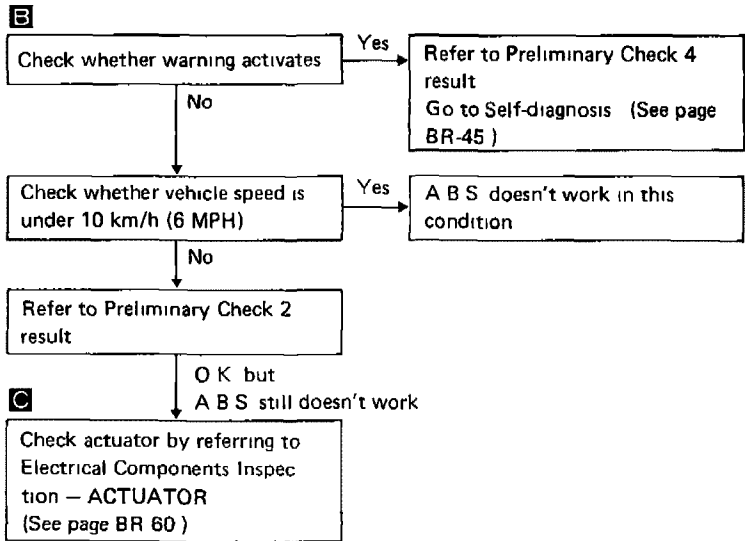 B
Check whether warning activates
Yes
Refer to Preliminary Check 4
result
Go to Self-diagnosis (See page
BR-45 )
No
Check whether vehicle speed is
under 10 km/h (6 MPH)
Yes
A B S doesn't work in this
condition
No
Refer to Preliminary Check 2
result
O K but
A B S still doesn't work
C
Check actuator by referring to
Electrical Components Inspec
tion — ACTUATOR
(See page BR 60 )